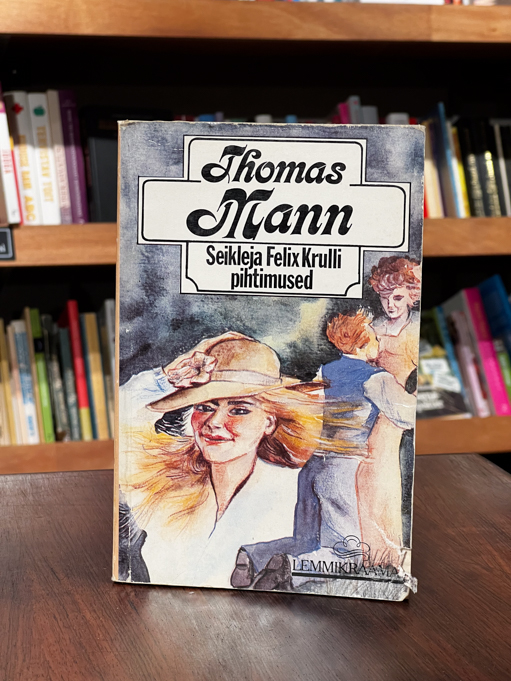 Thomas
Mann
Seikleja Felix Krulli
pihtimused
LEMMIKRAAMAT